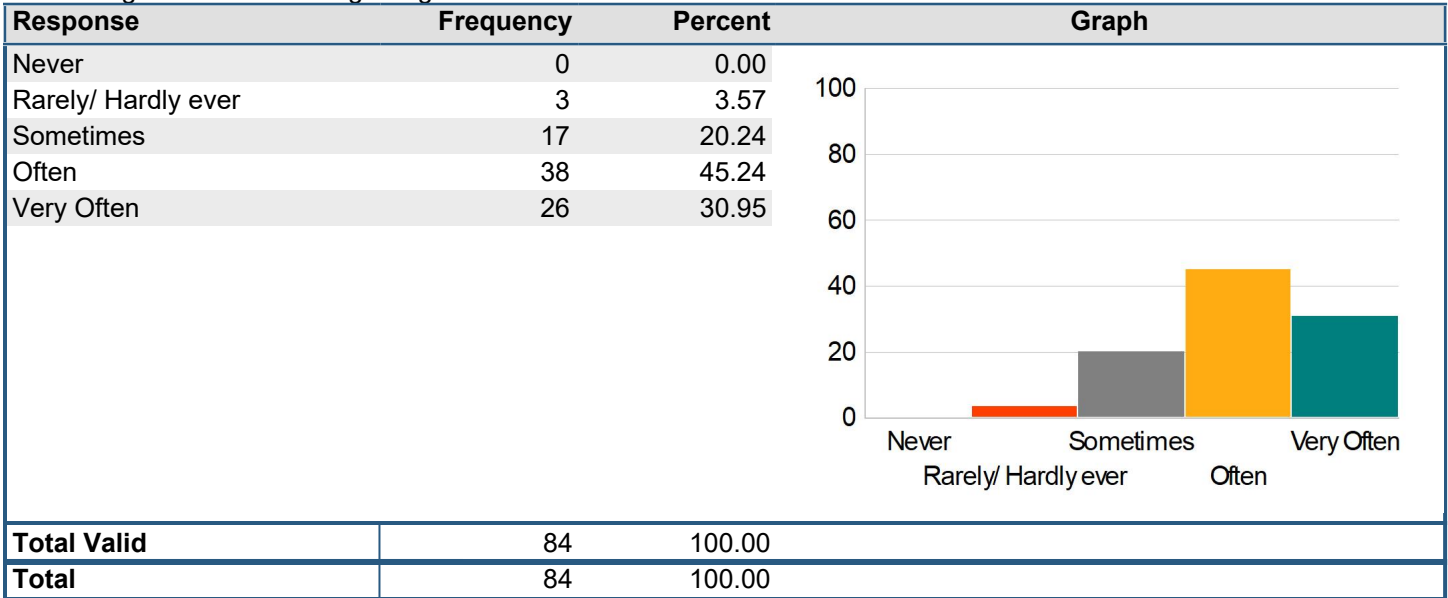 Response Frequency Percent Graph
Never 0 0.00
Rarely/ Hardly ever 3 3.57
Sometimes 17 20.24
Often 38 45.24
Very Often 26 30.95
100
80
60
40
20
0
Never Sometimes Very Often
Rarely/ Hardly ever Often
Total Valid 84 100.00
Total 84 100.00